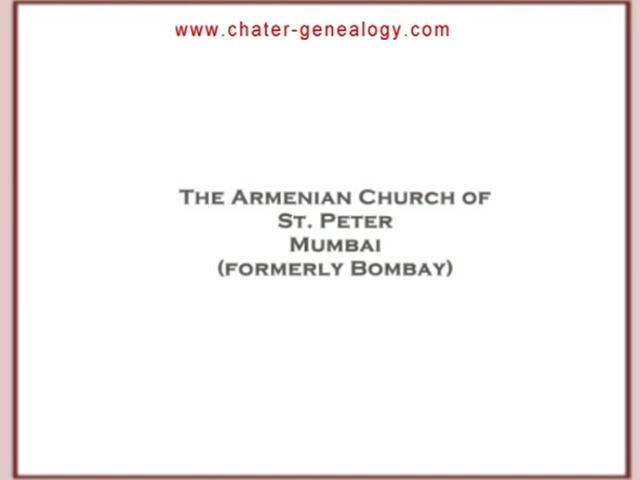 www.chater-genealogy.com
The Armenian Church of
St. Peter
Mumbai
(formerly Bombay)